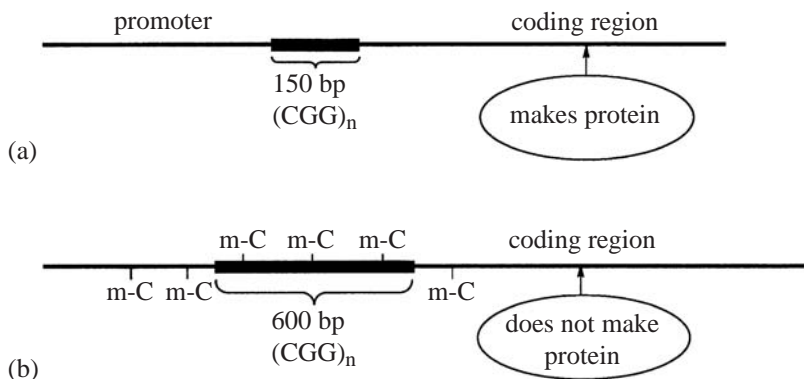 promoter coding region
150 bp
(CGG)n
makes protein
(a)
m-C m-C m-C coding region
m-C m-C m-C
600 bp
(CGG)n
does not make
protein
(b)